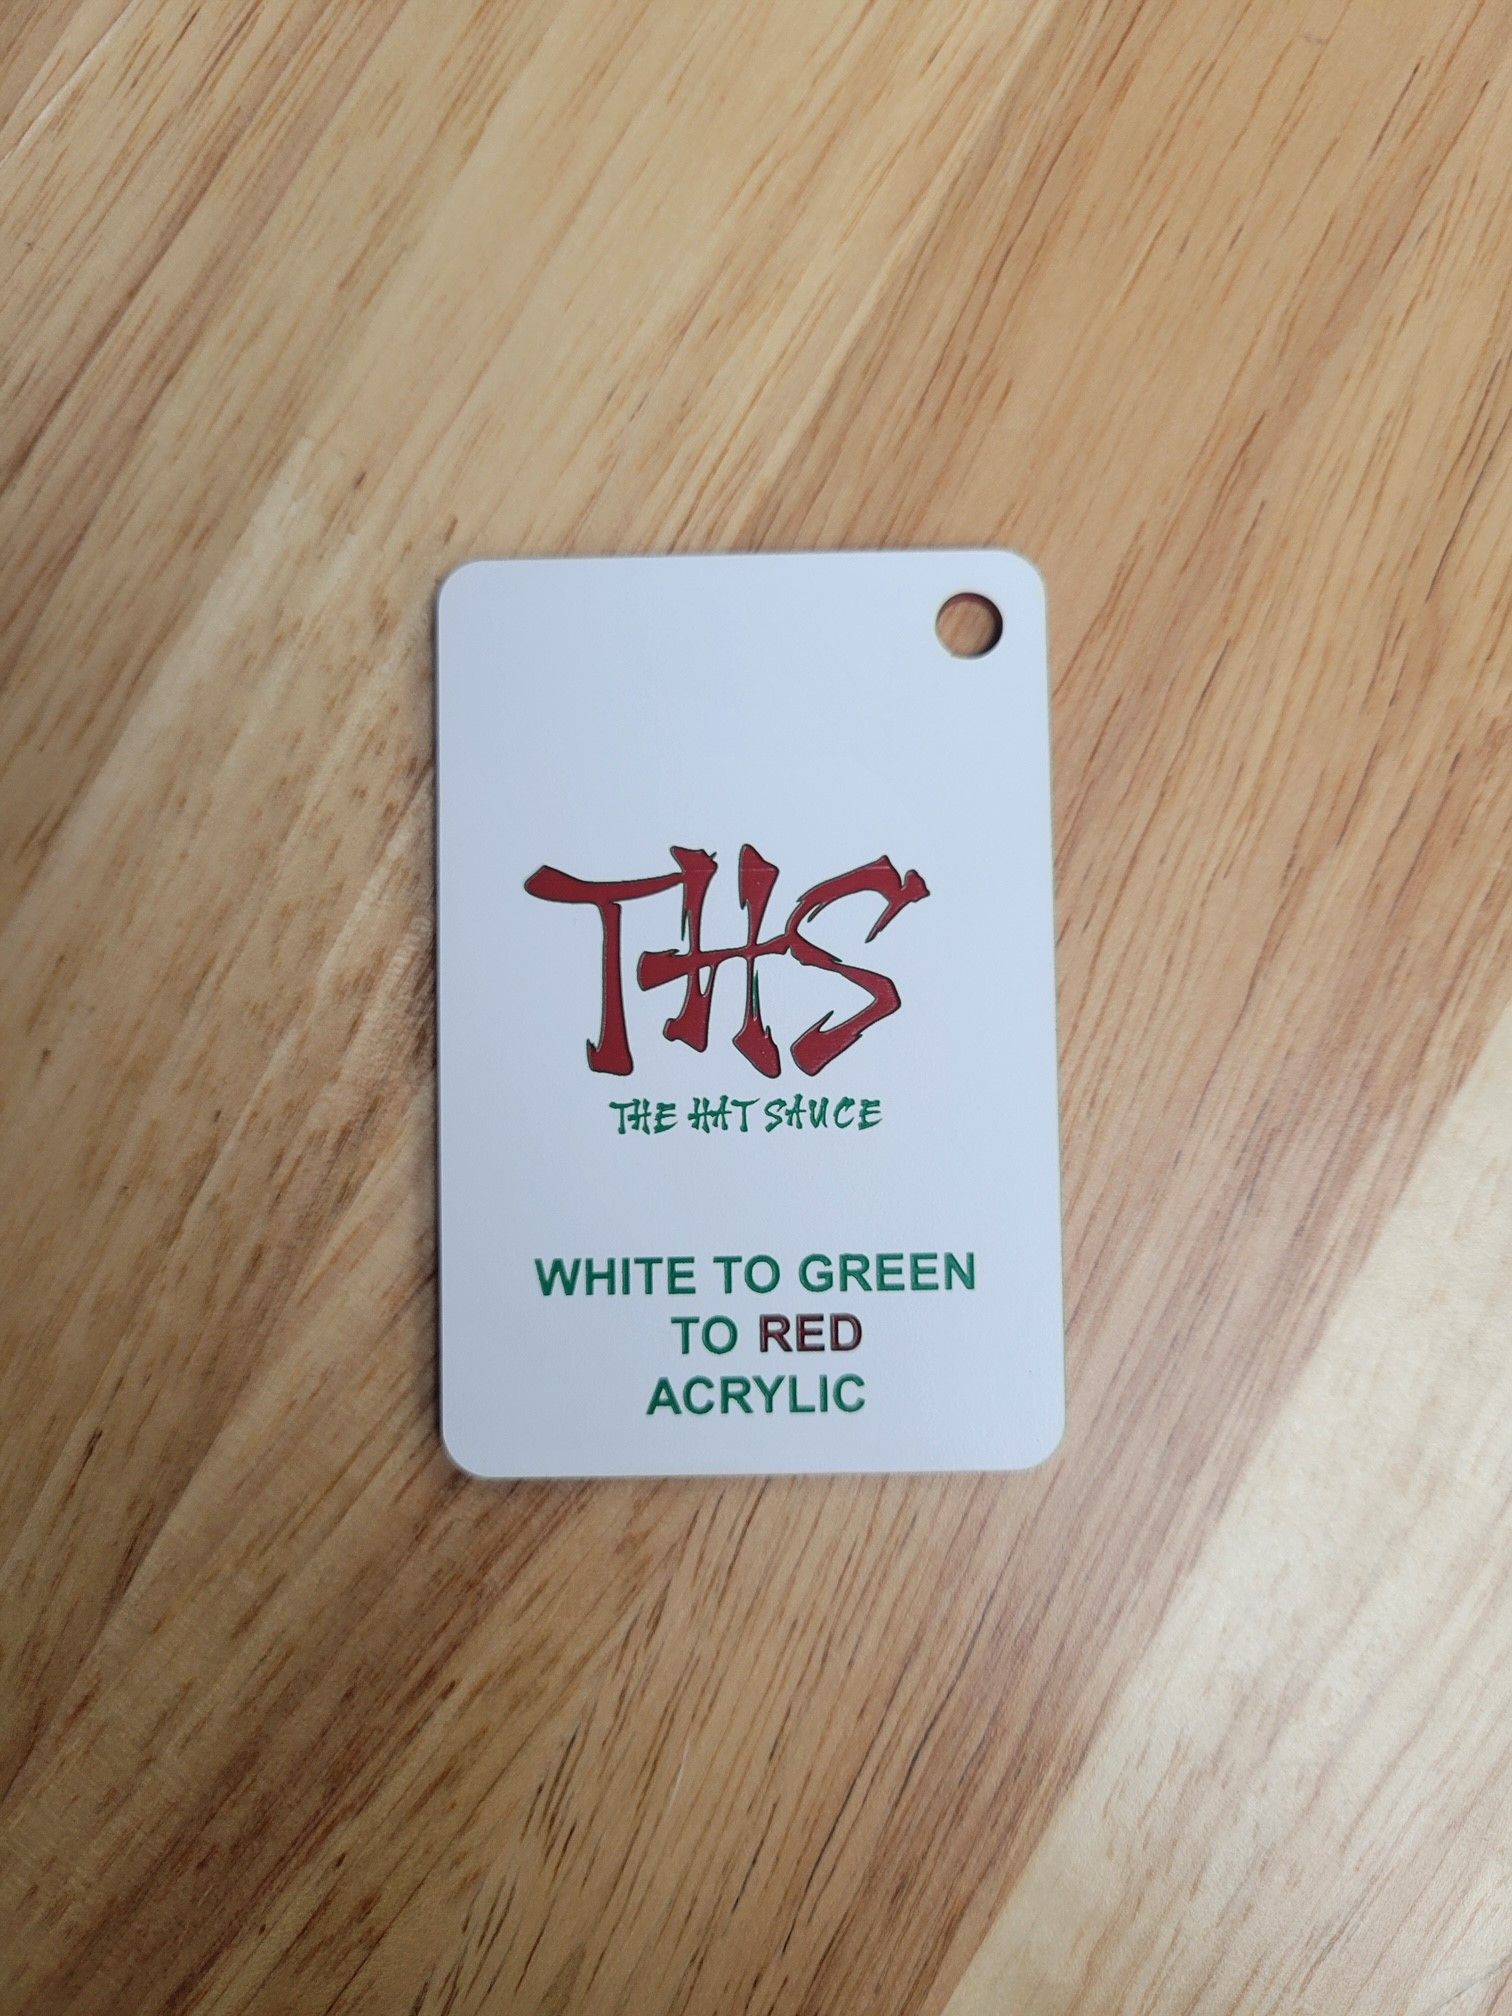 THS
THE HAT SAUCE
WHITE TO GREEN
TO RED
ACRYLIC